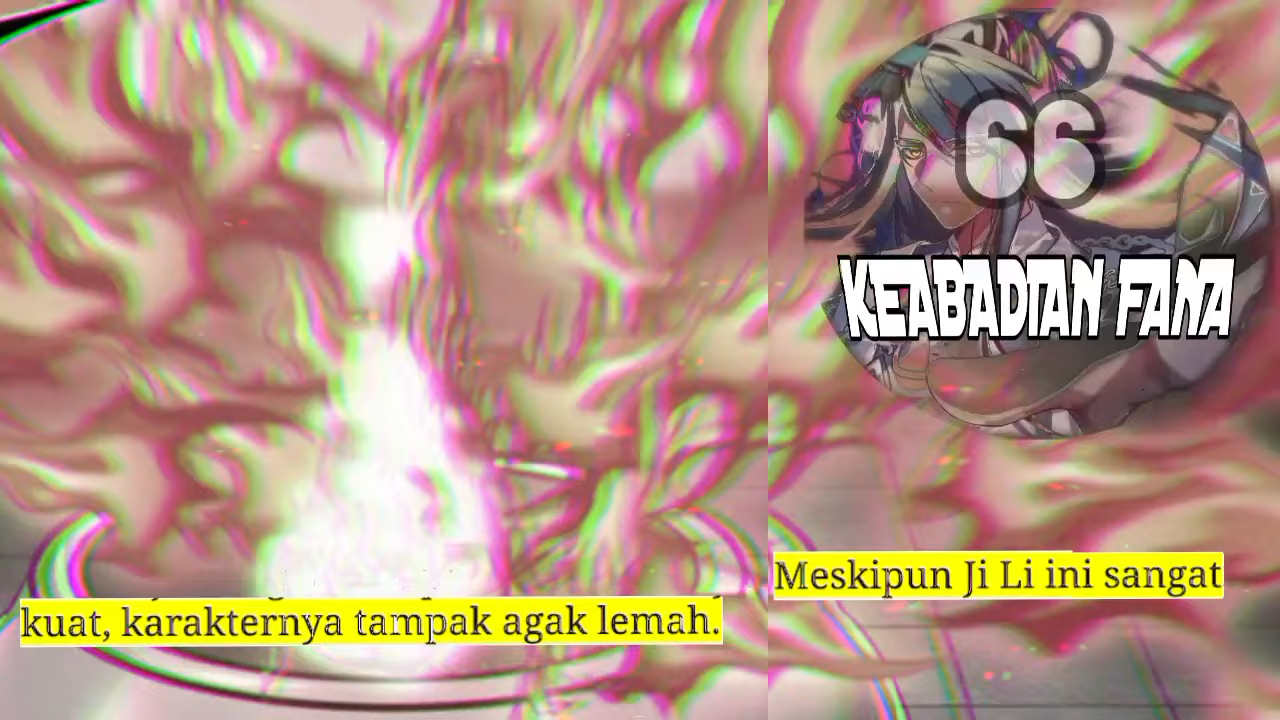 66
KEABADIAN FANA
Meskipun Ji Li ini sangat
kuat, karakternya tampak agak lemah.